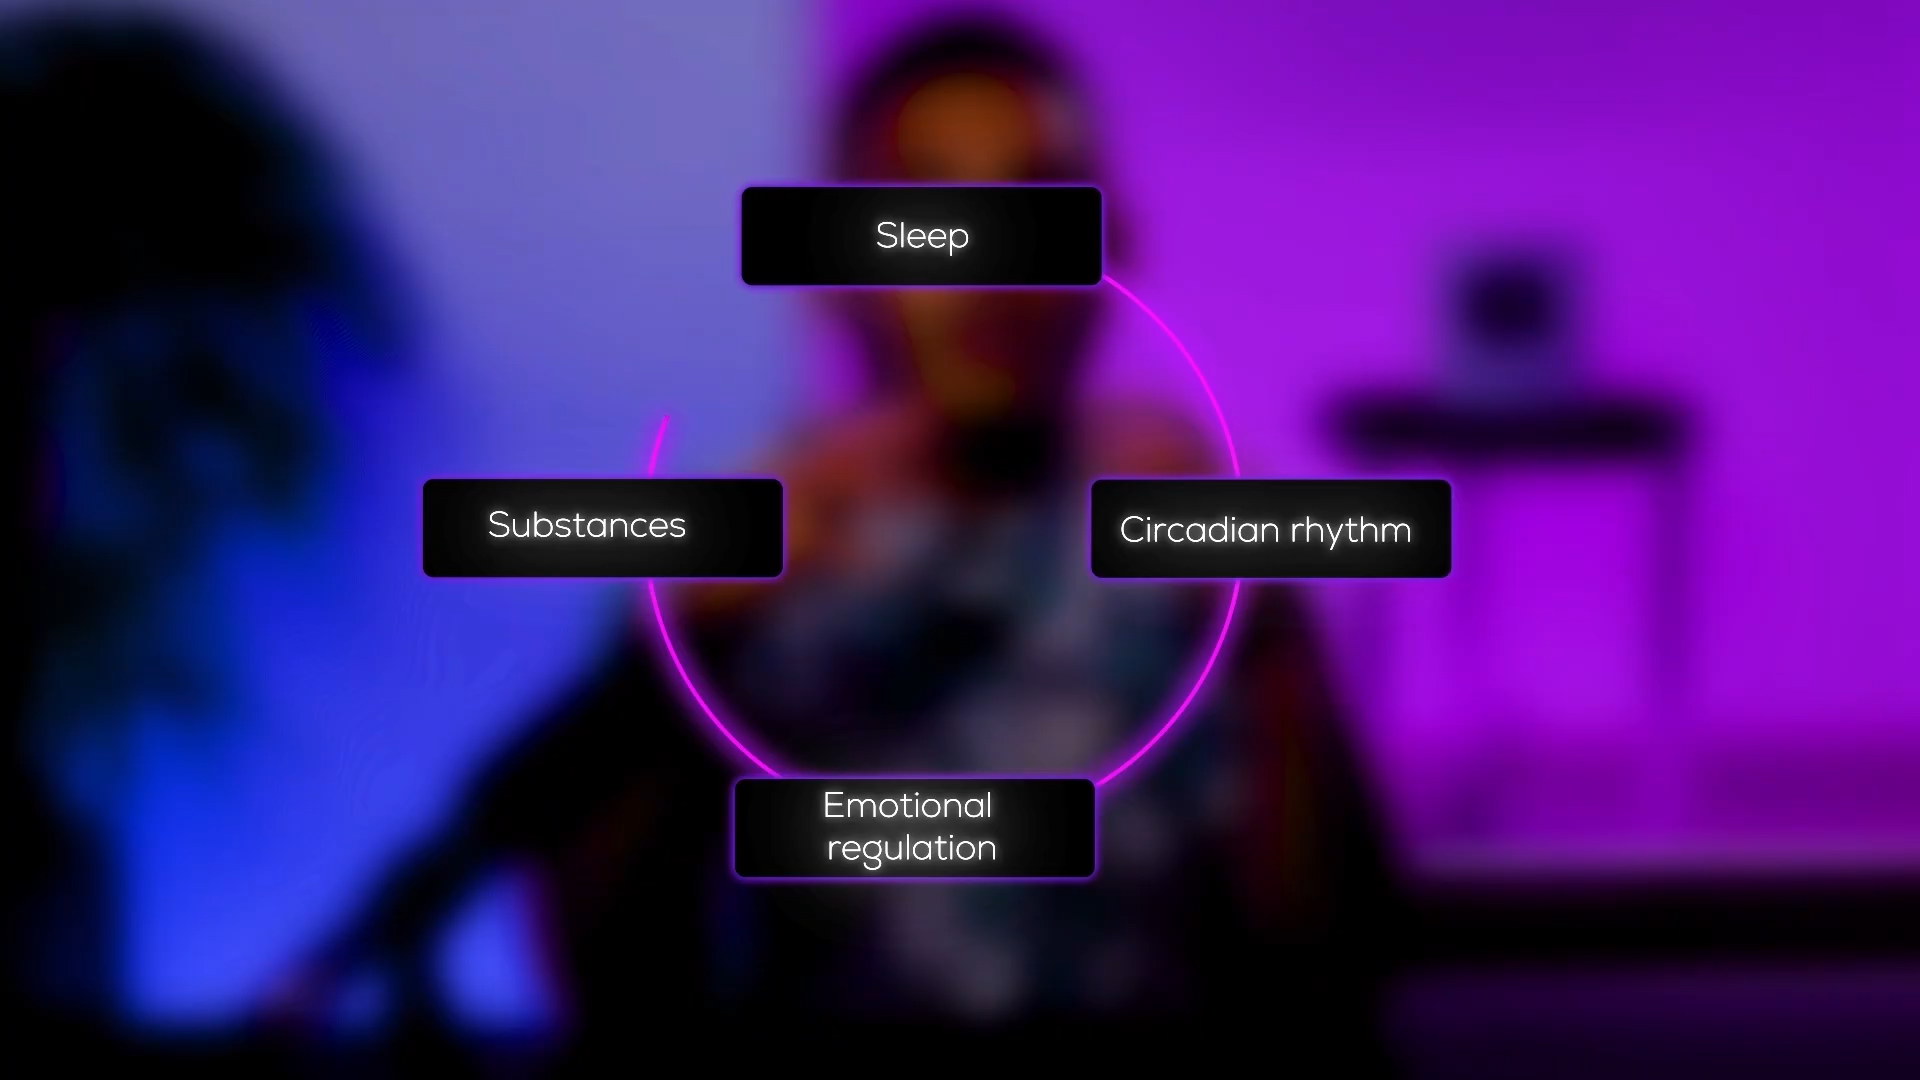 Sleep
Substances
Circadian rhythm
Emotional
regulation